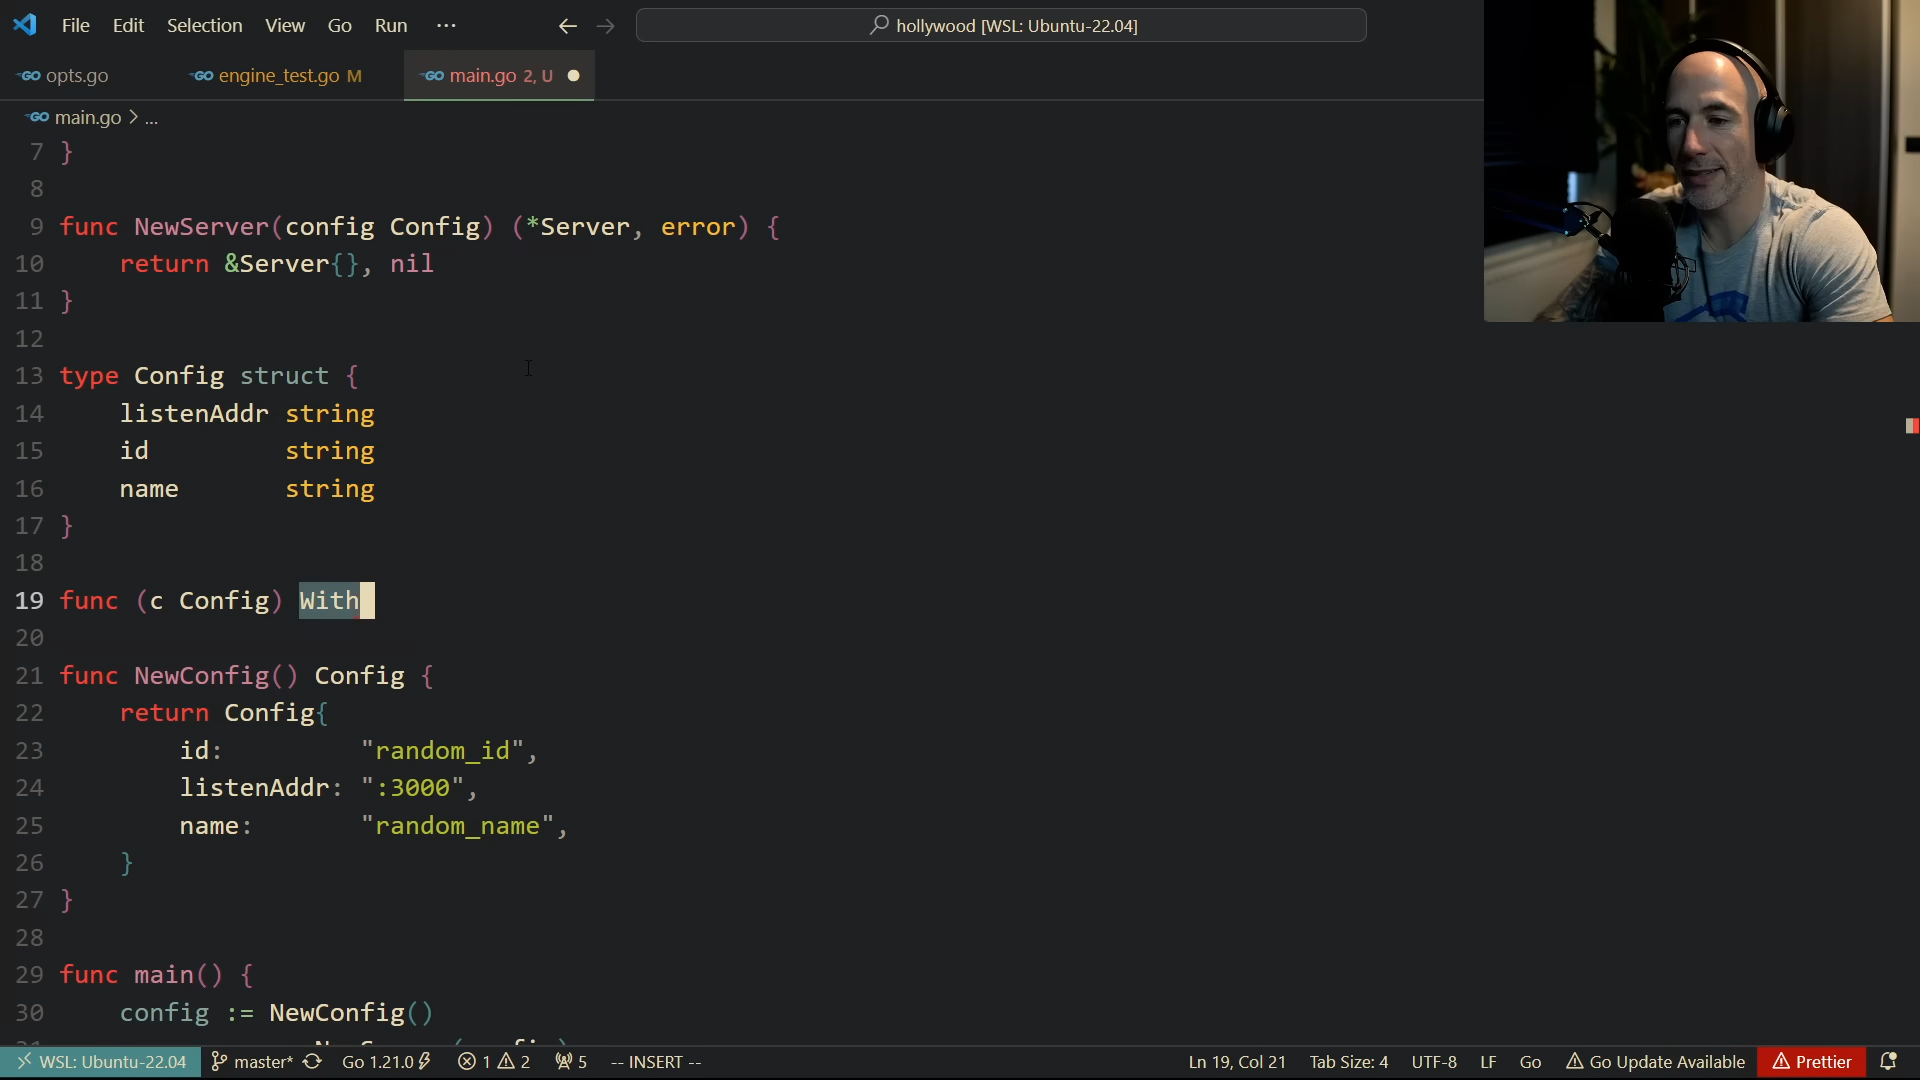 File Edit Selection View Go Run ··· ← → hollywood [WSL: Ubuntu-22.04]
opts.go engine_test.go M main.go 2, U
main.go > ...
7 }
8
9 func NewServer(config Config) (*Server, error) {
10 return &Server{}, nil
11 }
12
13 type Config struct {
14 listenAddr string
15 id string
16 name string
17 }
18
19 func (c Config) With
20
21 func NewConfig() Config {
22 return Config{
23 id: "random_id",
24 listenAddr: ":3000",
25 name: "random_name",
26 }
27 }
28
29 func main() {
30 config := NewConfig()
WSL: Ubuntu-22.04 master* Go 1.21.0 1 2 5 -- INSERT -- Ln 19, Col 21 Tab Size: 4 UTF-8 LF Go Go Update Available Prettier